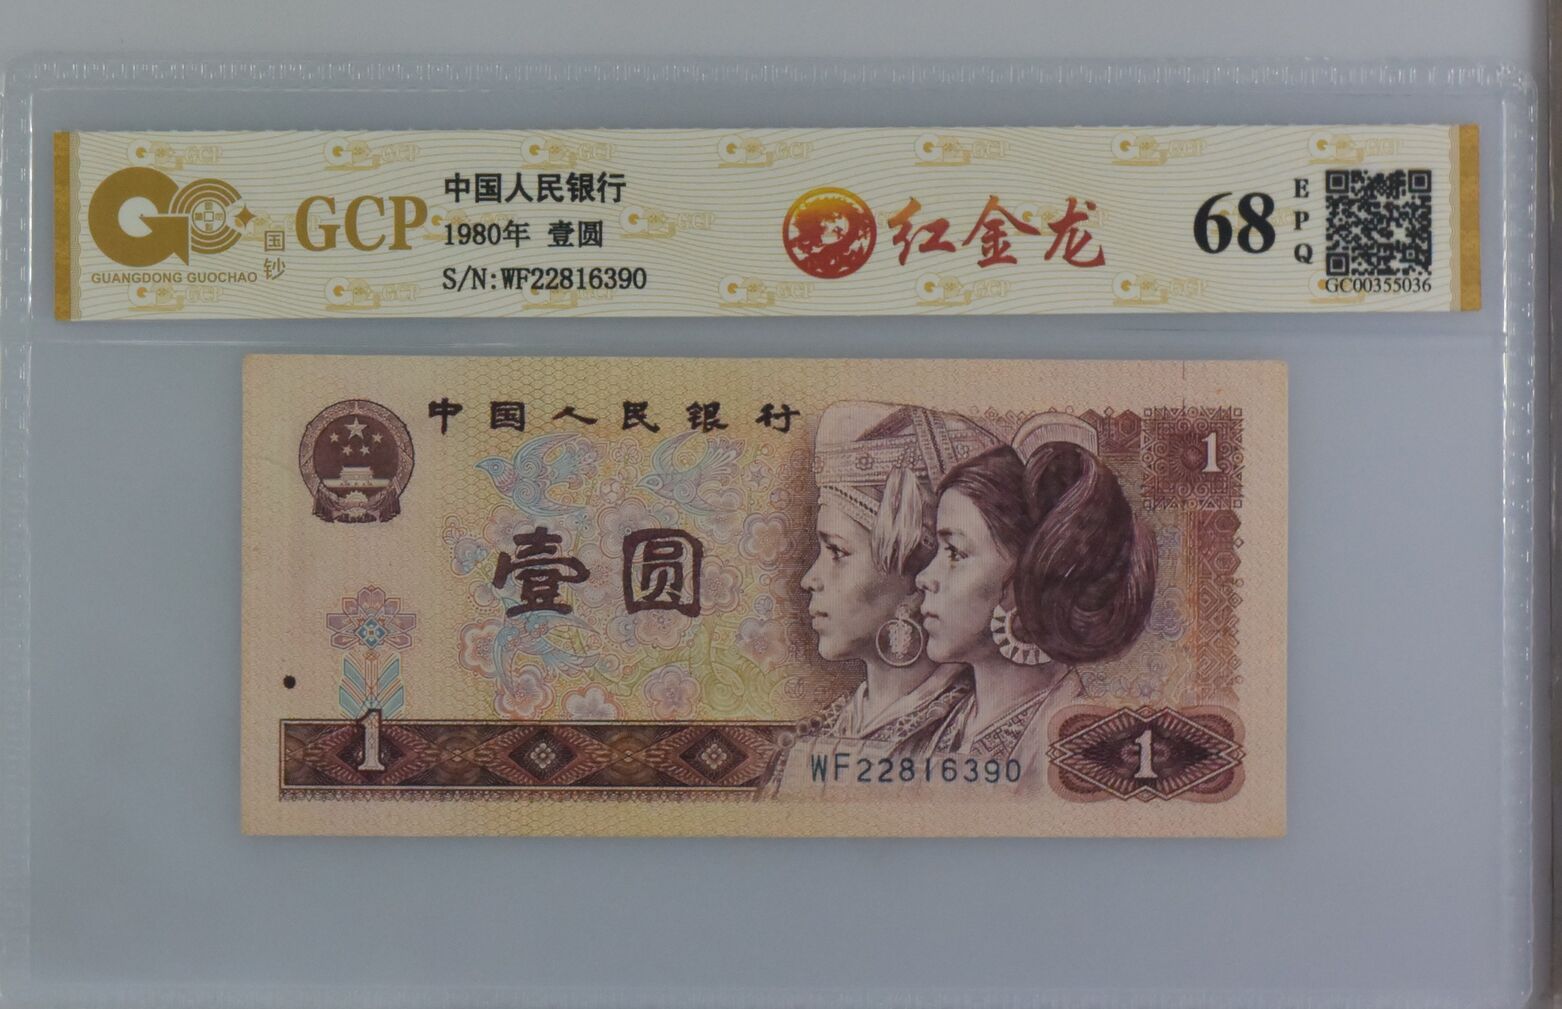 GCP
国钞
GUANGDONG GUOCHAO
中国人民银行
1980年 壹圆
S/N:WF22816390
红金龙
68
EPQ
GC00355036
中国人民银行
1
壹圆
1
WF22816390
1